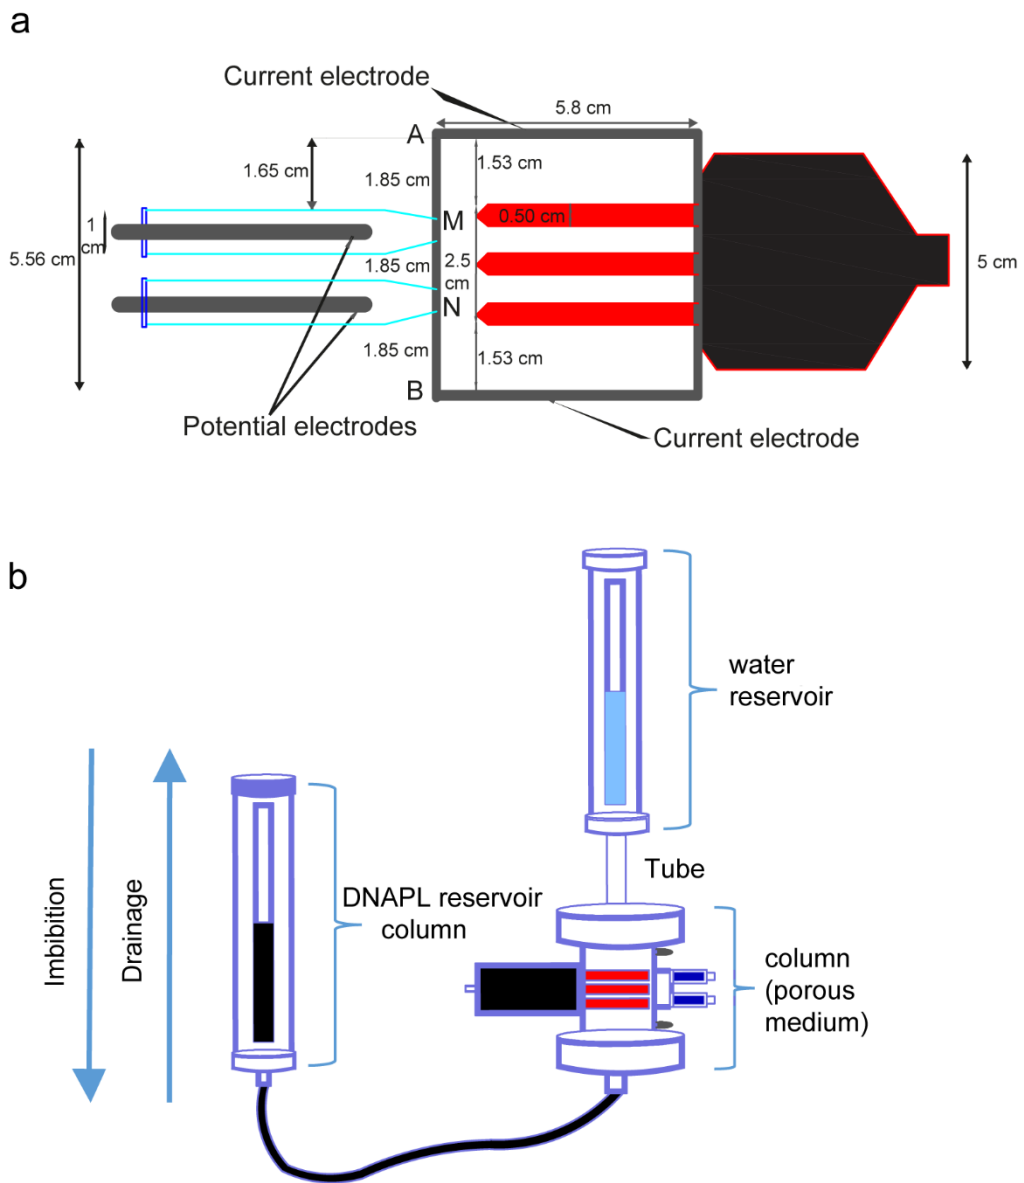 a
Current electrode
5.8 cm
A
1.65 cm
1.85 cm
1.53 cm
M
0.50 cm
1
cm
5.56 cm
1.85 cm
2.5
cm
5 cm
N
1.85 cm
1.53 cm
B
Potential electrodes
Current electrode
b
water
reservoir
Tube
DNAPL reservoir
column
Imbibition
Drainage
column
(porous
medium)